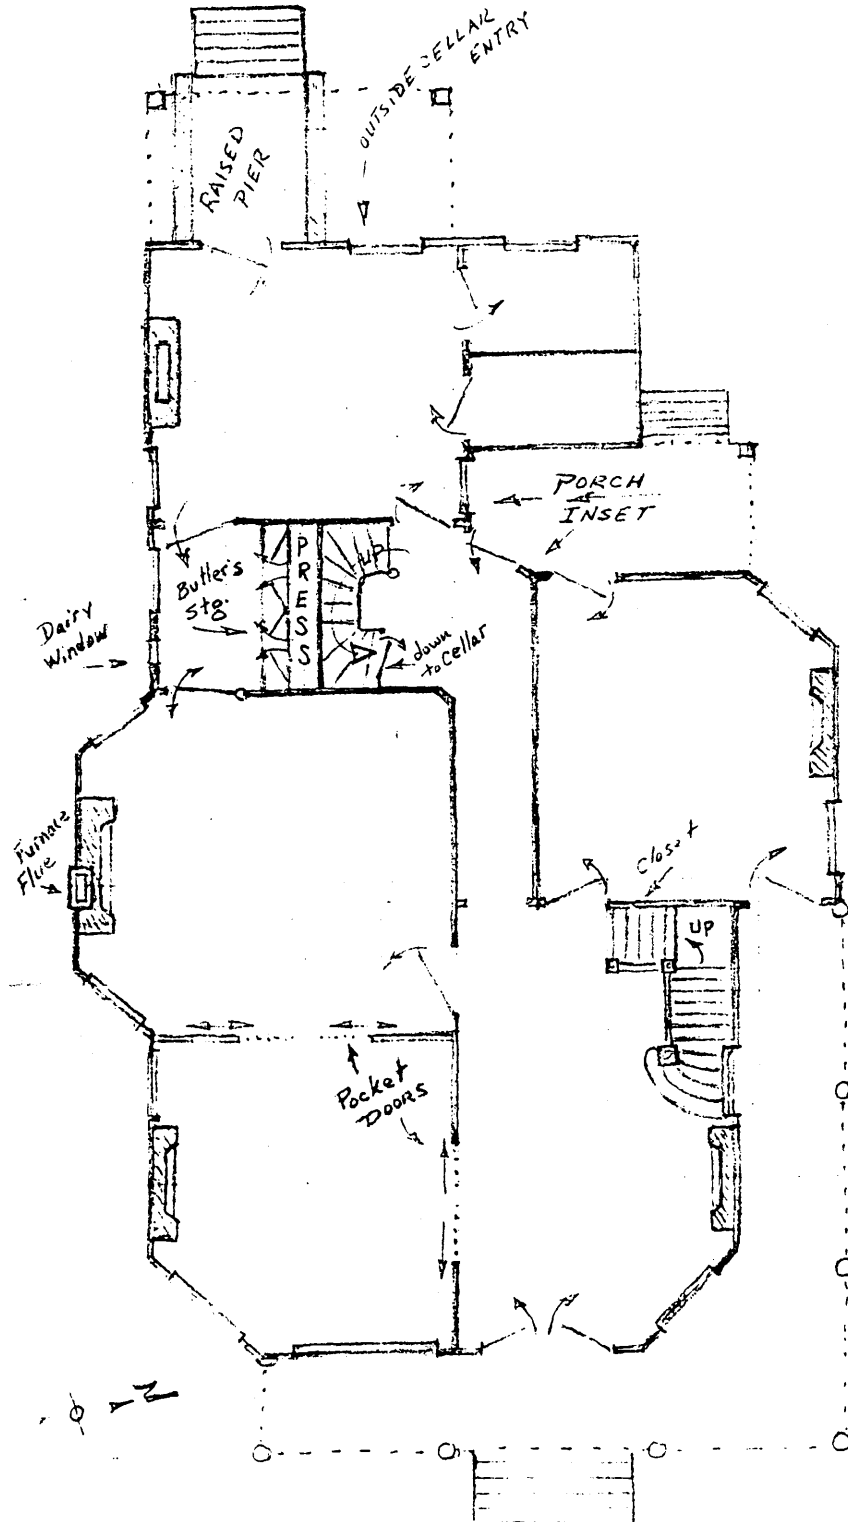 OUTSIDE CELLAR
ENTRY
RAISED
PIER
PORCH
INSET
UP
PRESS
Butler's
Stg.
Dairy
Window
down
to Cellar
Furnace
Flue
Closet
UP
Pocket
DOORS
N